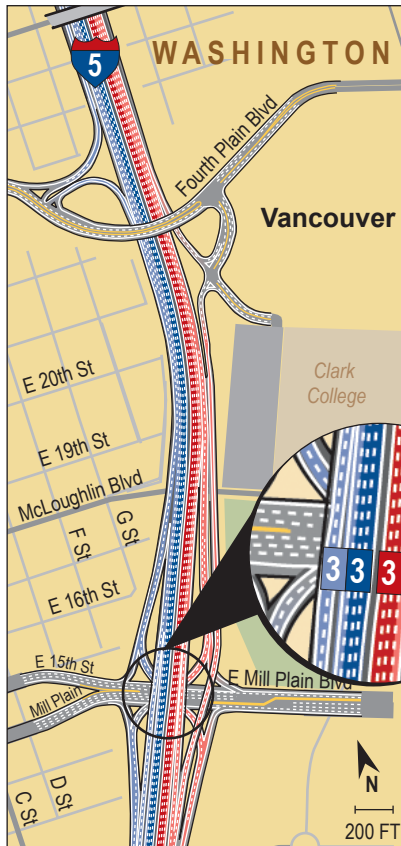 WASHINGTON
5
Fourth Plain Blvd
Vancouver
E 20th St
Clark
College
E 19th St
McLoughlin Blvd
G St
F St
3 3 3
E 16th St
E 15th St
E Mill Plain Blvd
Mill Plain
D St
C St
N
200 FT